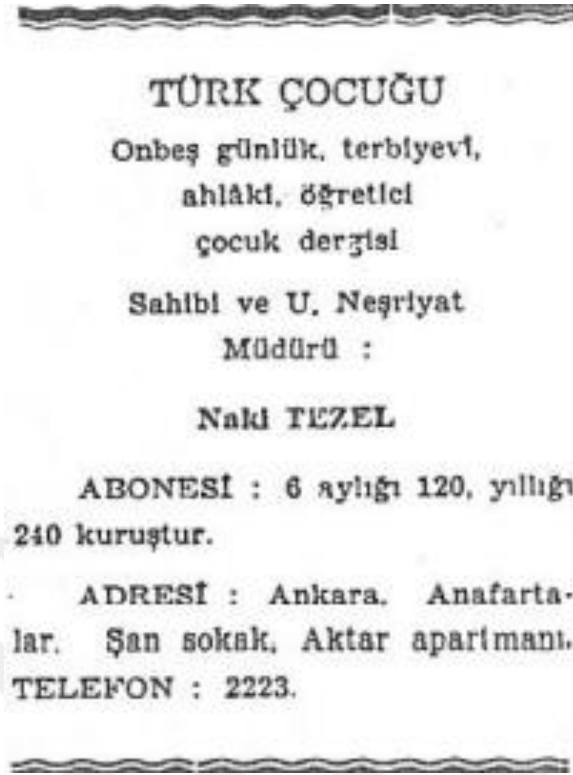 TÜRK ÇOCUĞU
Onbeş günlük, terbiyevî,
ahlâkî, öğretici
çocuk dergisi
Sahibi ve U. Neşriyat
Müdürü :
Naki TEZEL
ABONESİ : 6 aylığı 120, yıllığı
240 kuruştur.
ADRESİ : Ankara. Anafarta-
lar. Şan sokak, Aktar apartmanı.
TELEFON : 2223.